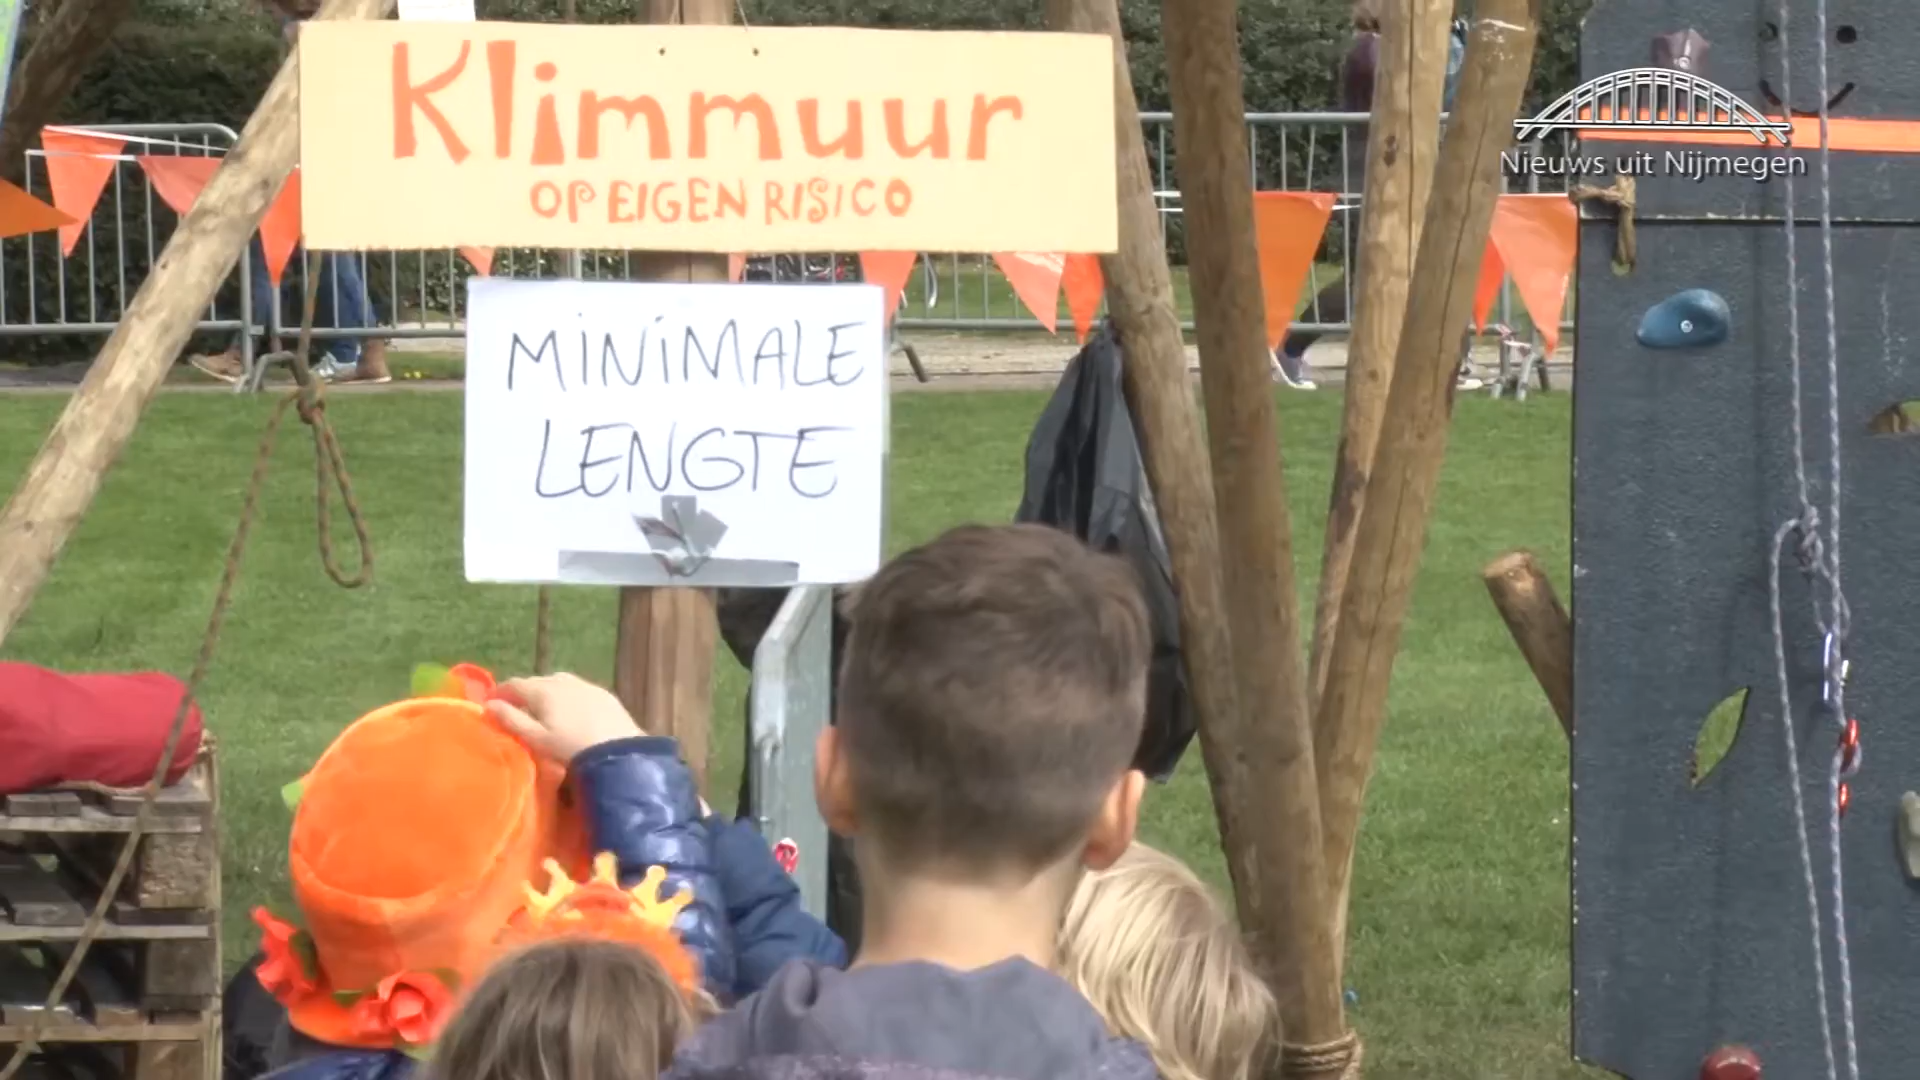 Klimmuur
OP EIGEN RISICO
Nieuws uit Nijmegen
MINIMALE
LENGTE